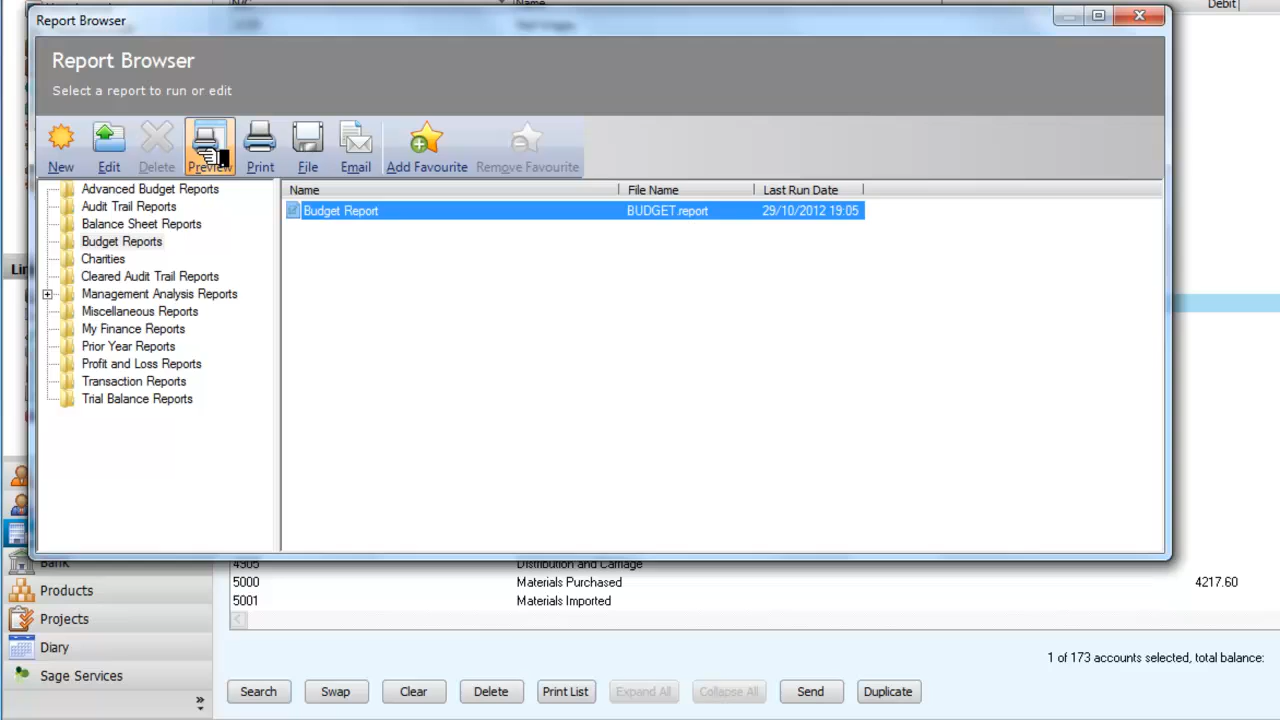 Name
Debit
Report Browser
Report Browser
Select a report to run or edit
New Edit Delete Preview Print File Email Add Favourite Remove Favourite
Name File Name Last Run Date
Budget Report BUDGET.report 29/10/2012 19:05
Advanced Budget Reports
Audit Trail Reports
Balance Sheet Reports
Budget Reports
Charities
Cleared Audit Trail Reports
Management Analysis Reports
Miscellaneous Reports
My Finance Reports
Prior Year Reports
Profit and Loss Reports
Transaction Reports
Trial Balance Reports
Bank
Products
Projects
Diary
Sage Services
4905 Distribution and Carriage
5000 Materials Purchased 4217.60
5001 Materials Imported
1 of 173 accounts selected, total balance:
Search Swap Clear Delete Print List Expand All Collapse All Send Duplicate